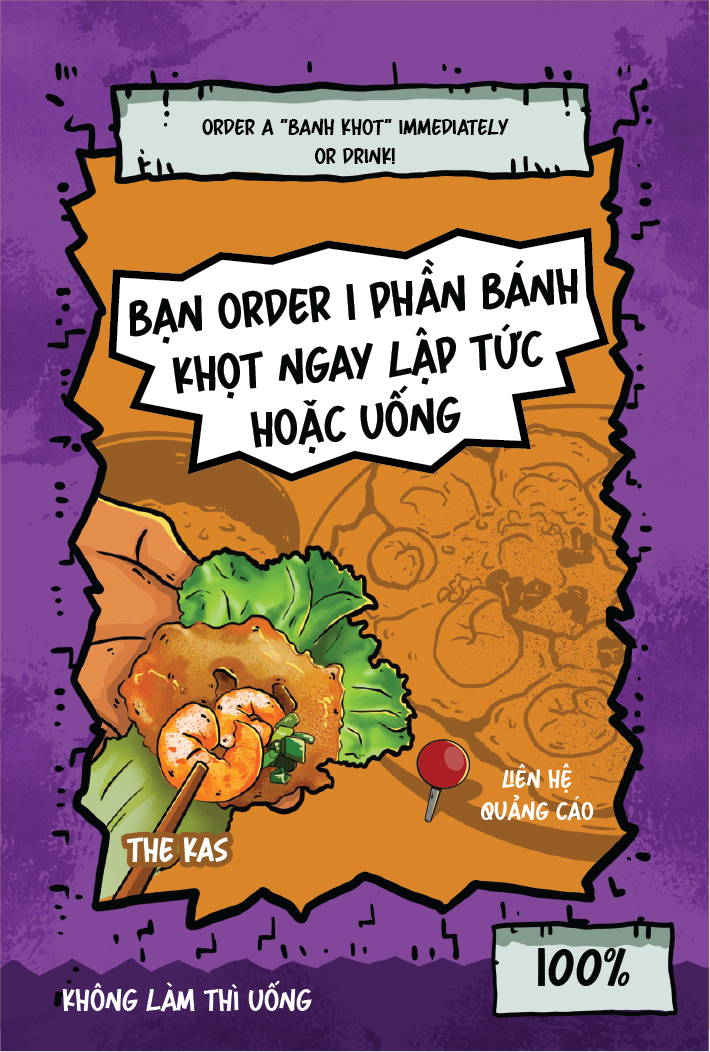 ORDER A "BANH KHOT" IMMEDIATELY
OR DRINK!
BẠN ORDER 1 PHẦN BÁNH
KHỌT NGAY LẬP TỨC
HOẶC UỐNG
LIÊN HỆ
QUẢNG CÁO
THE KAS
100%
KHÔNG LÀM THÌ UỐNG